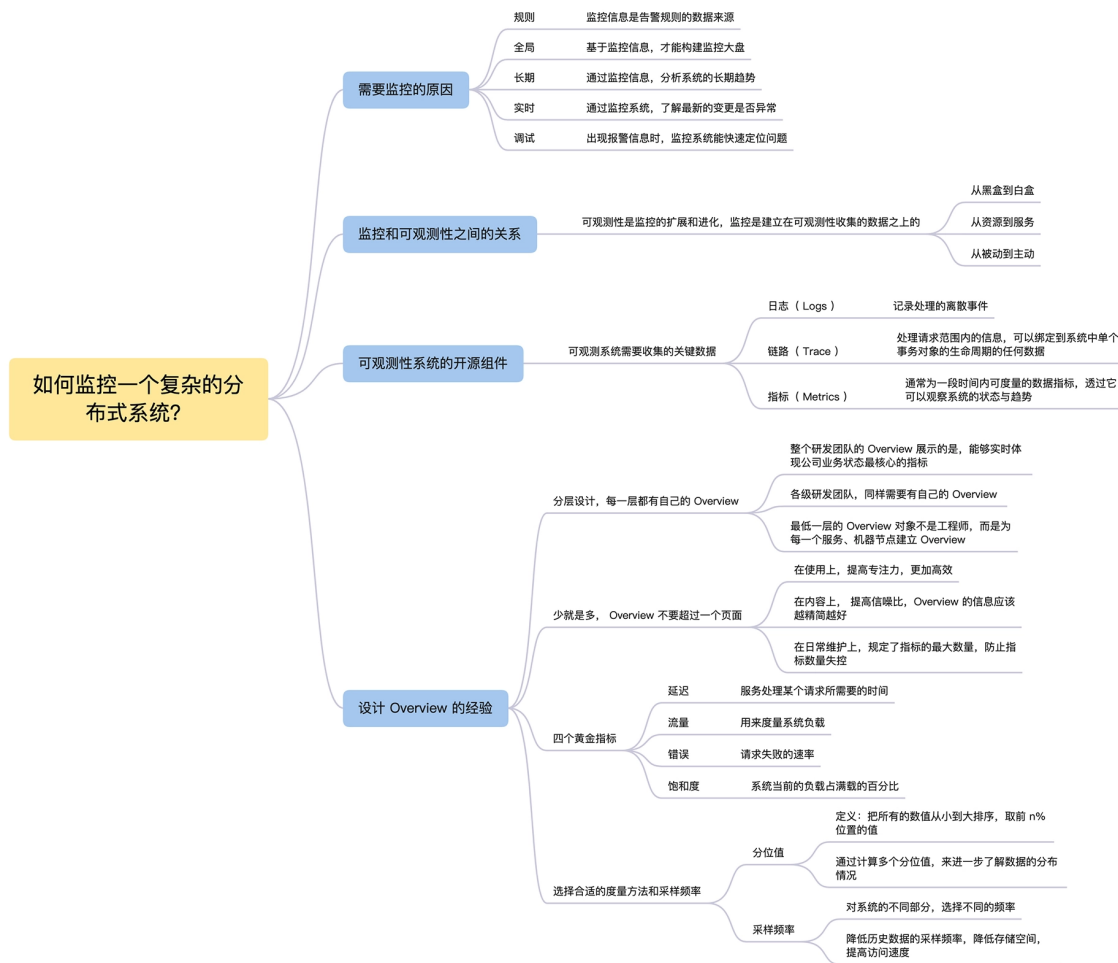 如何监控一个复杂的分
布式系统？
需要监控的原因
规则 监控信息是告警规则的数据来源
全局 基于监控信息，才能构建监控大盘
长期 通过监控信息，分析系统的长期趋势
实时 通过监控系统，了解最新的变更是否异常
调试 出现报警信息时，监控系统能快速定位问题
监控和可观测性之间的关系
可观测性是监控的扩展和进化，监控是建立在可观测性收集的数据之上的
从黑盒到白盒
从资源到服务
从被动到主动
可观测性系统的开源组件
可观测系统需要收集的关键数据
日志（ Logs ） 记录处理的离散事件
链路（ Trace ）
处理请求范围内的信息，可以绑定到系统中单个
事务对象的生命周期的任何数据
指标（ Metrics ）
通常为一段时间内可度量的数据指标，透过它
可以观察系统的状态与趋势
设计 Overview 的经验
分层设计，每一层都有自己的 Overview
整个研发团队的 Overview 展示的是，能够实时体
现公司业务状态最核心的指标
各级研发团队，同样需要有自己的 Overview
最低一层的 Overview 对象不是工程师，而是为
每一个服务、机器节点建立 Overview
少就是多， Overview 不要超过一个页面
在使用上，提高专注力，更加高效
在内容上， 提高信噪比，Overview 的信息应该
越精简越好
在日常维护上，规定了指标的最大数量，防止指
标数量失控
四个黄金指标
延迟 服务处理某个请求所需要的时间
流量 用来度量系统负载
错误 请求失败的速率
饱和度 系统当前的负载占满载的百分比
选择合适的度量方法和采样频率
分位值
定义：把所有的数值从小到大排序，取前 n%
位置的值
通过计算多个分位值，来进一步了解数据的分布
情况
采样频率
对系统的不同部分，选择不同的频率
降低历史数据的采样频率，降低存储空间，
提高访问速度